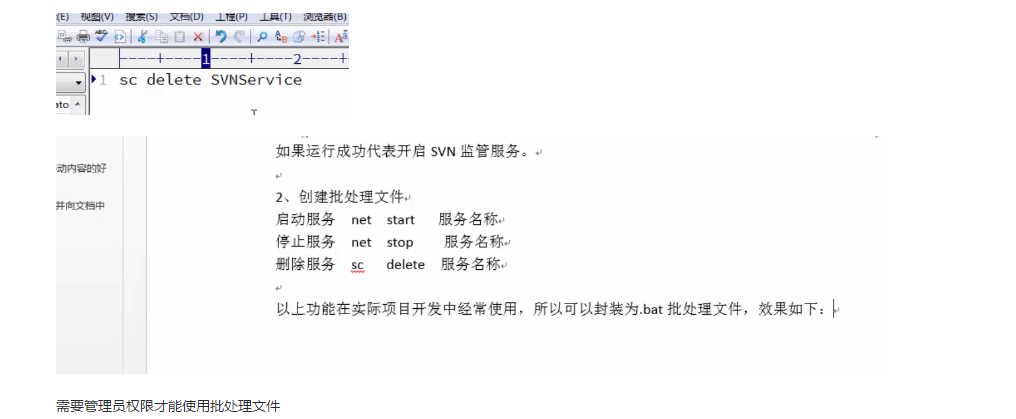 (E) 视图(V) 搜索(S) 文档(D) 工程(P) 工具(T) 浏览器(B)
----+----1----+----2----+
1 sc delete SVNService
ato
如果运行成功代表开启 SVN 监管服务。
动内容的好
2、创建批处理文件
并向文档中
启动服务 net start 服务名称
停止服务 net stop 服务名称
删除服务 sc delete 服务名称
以上功能在实际项目开发中经常使用，所以可以封装为.bat 批处理文件，效果如下：
需要管理员权限才能使用批处理文件